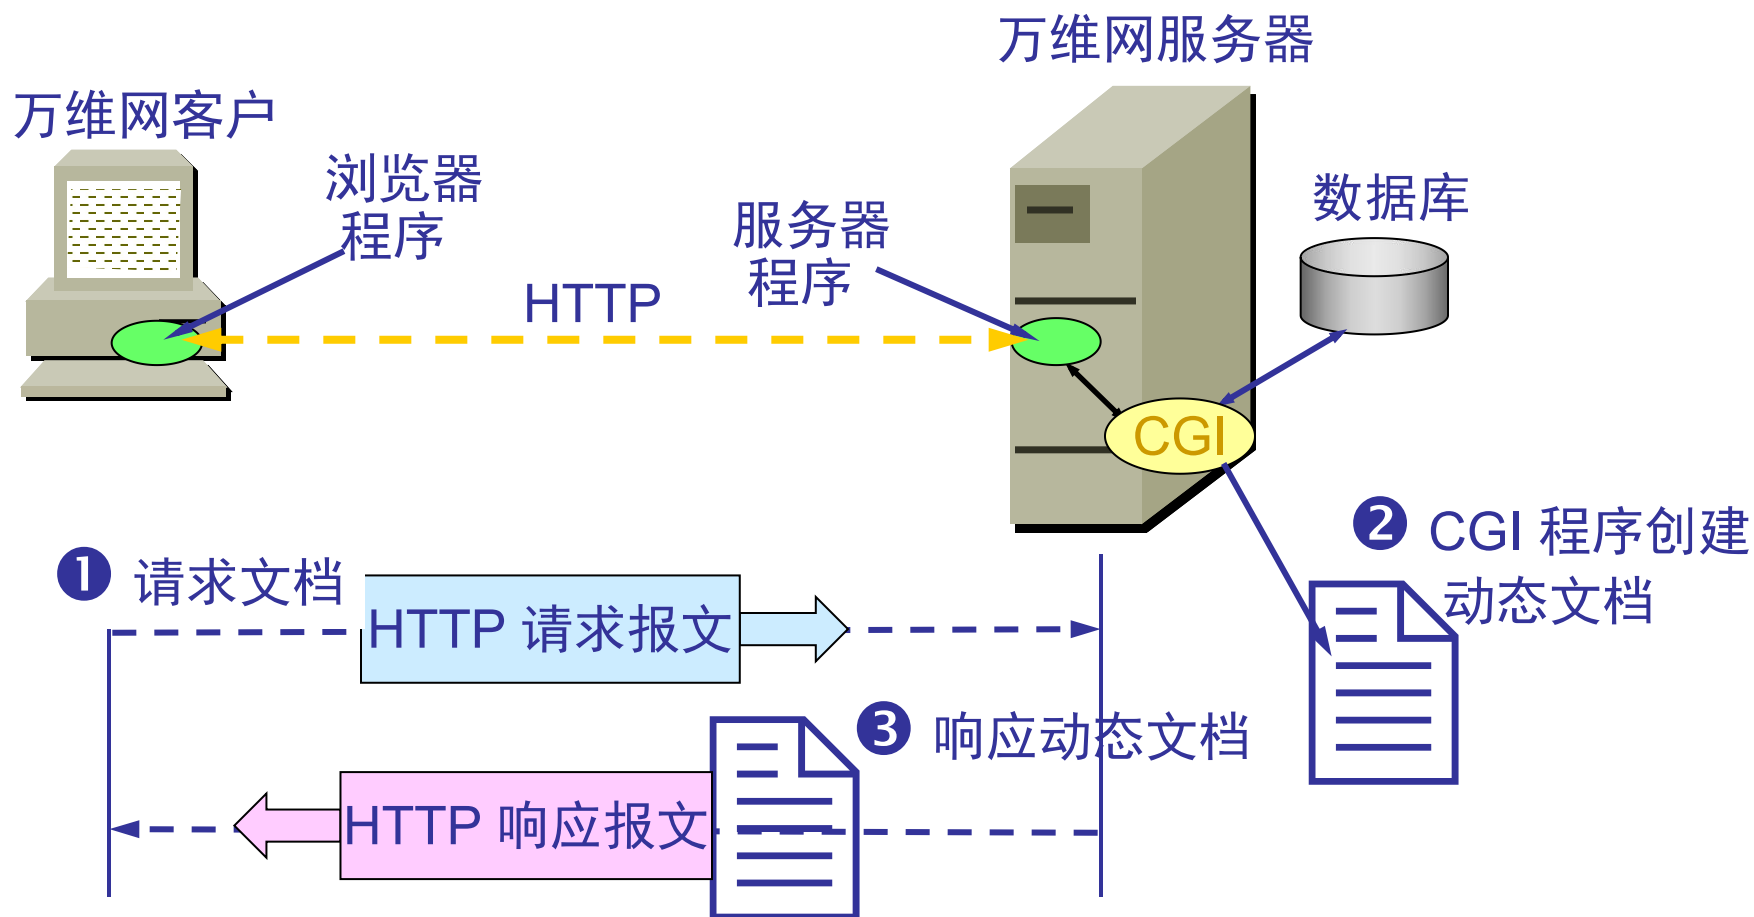 万维网服务器
万维网客户
浏览器
程序
服务器
程序
数据库
HTTP
CGI
❷ CGI 程序创建
动态文档
❶ 请求文档
HTTP 请求报文
❸ 响应动态文档
HTTP 响应报文